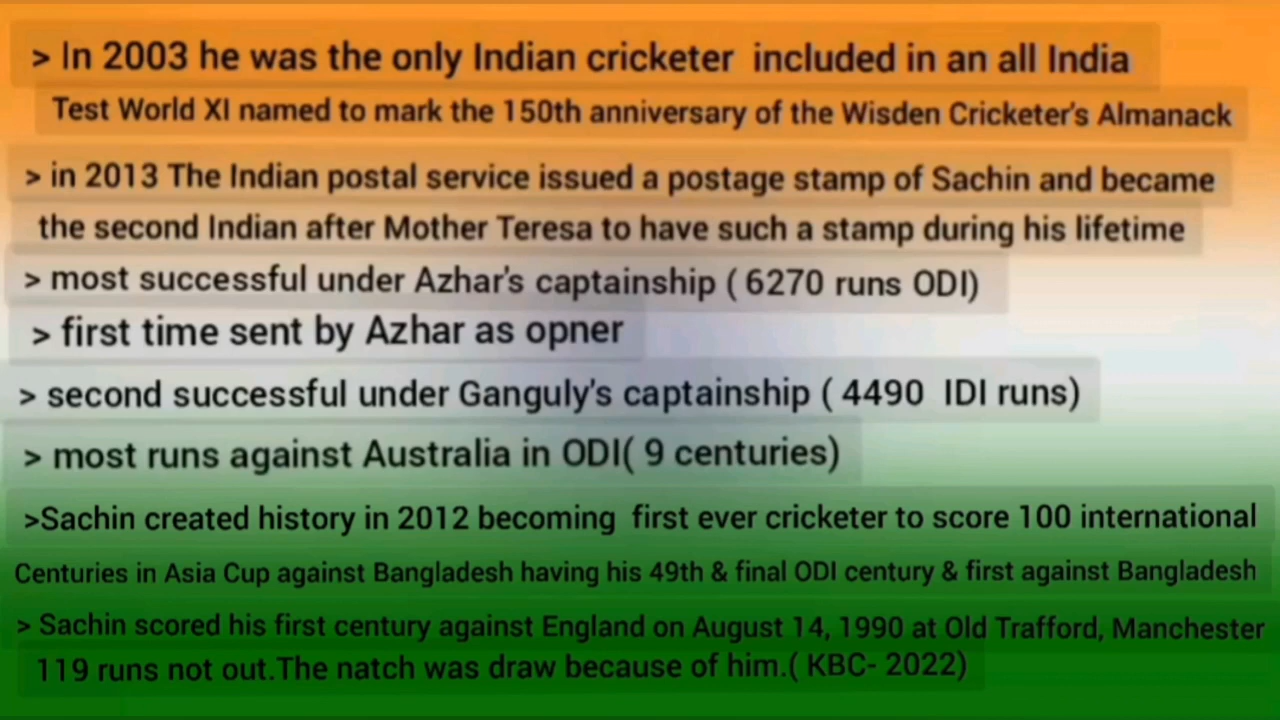 > In 2003 he was the only Indian cricketer included in an all India
Test World XI named to mark the 150th anniversary of the Wisden Cricketer's Almanack
> in 2013 The Indian postal service issued a postage stamp of Sachin and became
the second Indian after Mother Teresa to have such a stamp during his lifetime
> most successful under Azhar's captainship ( 6270 runs ODI)
> first time sent by Azhar as opner
> second successful under Ganguly's captainship ( 4490 IDI runs)
> most runs against Australia in ODI( 9 centuries)
>Sachin created history in 2012 becoming first ever cricketer to score 100 international
Centuries in Asia Cup against Bangladesh having his 49th & final ODI century & first against Bangladesh
> Sachin scored his first century against England on August 14, 1990 at Old Trafford, Manchester
119 runs not out.The natch was draw because of him.( KBC- 2022)